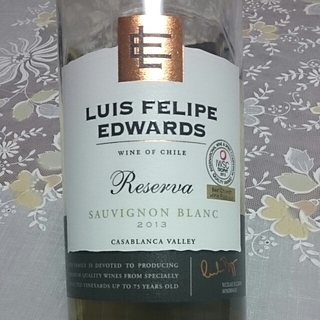 LUIS FELIPE
EDWARDS
WINE OF CHILE
Reserva
SAUVIGNON BLANC
2013
CASABLANCA VALLEY
IS DEVOTED TO PRODUCING
QUALITY WINES FROM SPECIALLY
VINEYARDS UP TO 75 YEARS OLD
IWSC